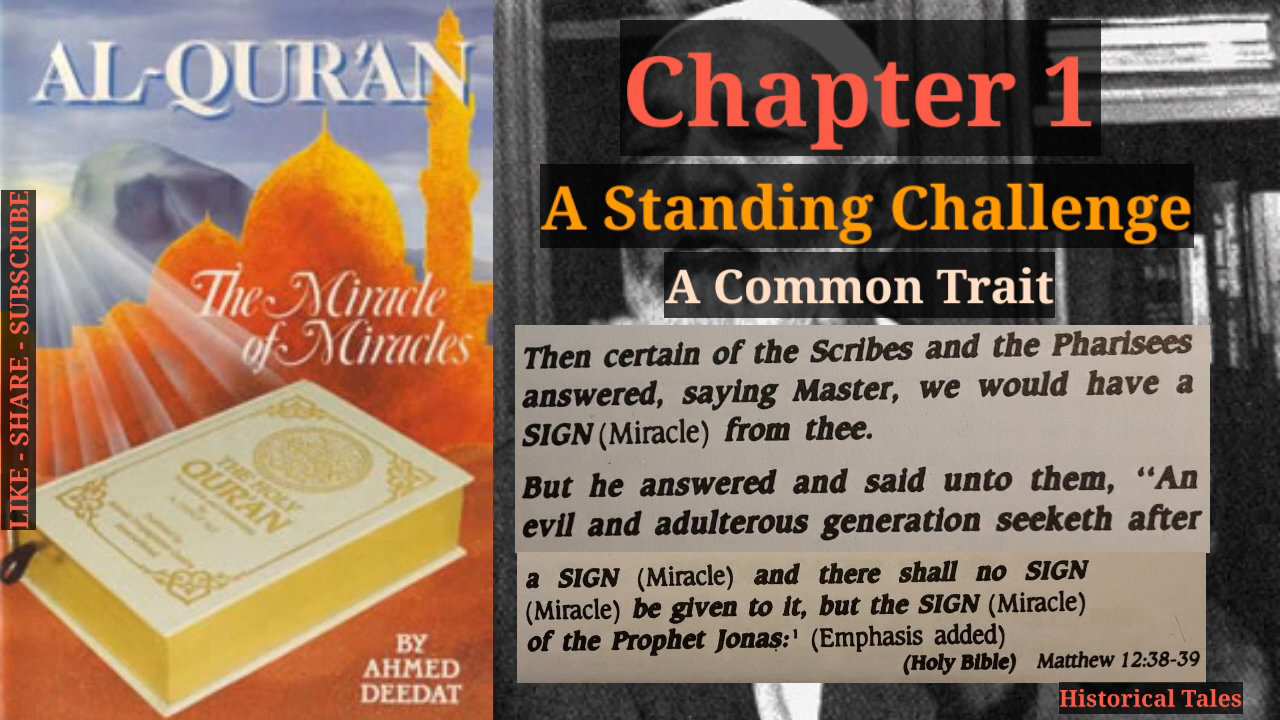 AL-QUR'AN
The Miracle
of Miracles
THE HOLY
QUR'AN
BY
AHMED
DEEDAT
LIKE - SHARE - SUBSCRIBE
Chapter 1
A Standing Challenge
A Common Trait
Then certain of the Scribes and the Pharisees
answered, saying Master, we would have a
SIGN (Miracle) from thee.
But he answered and said unto them, “An
evil and adulterous generation seeketh after
a SIGN (Miracle) and there shall no SIGN
(Miracle) be given to it, but the SIGN (Miracle)
of the Prophet Jonas:¹ (Emphasis added)
(Holy Bible) Matthew 12:38-39
Historical Tales